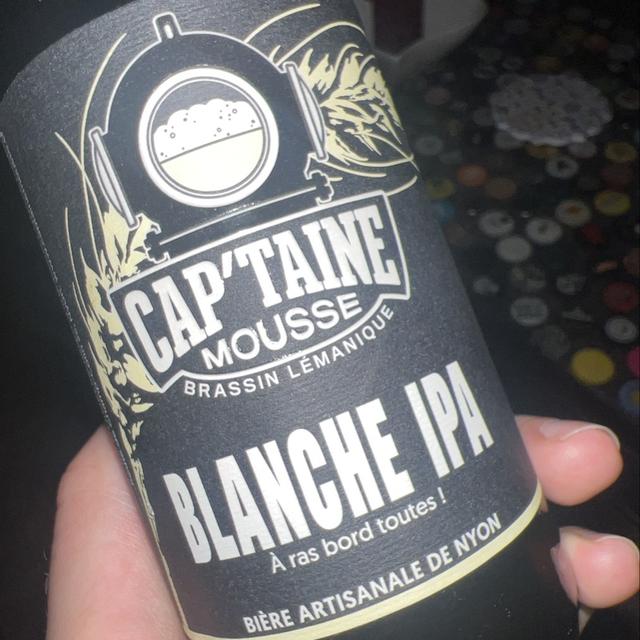 CAP'TAINE
MOUSSE
BRASSIN LÉMANIQUE
BLANCHE IPA
À ras bord toutes !
BIÈRE ARTISANALE DE NYON